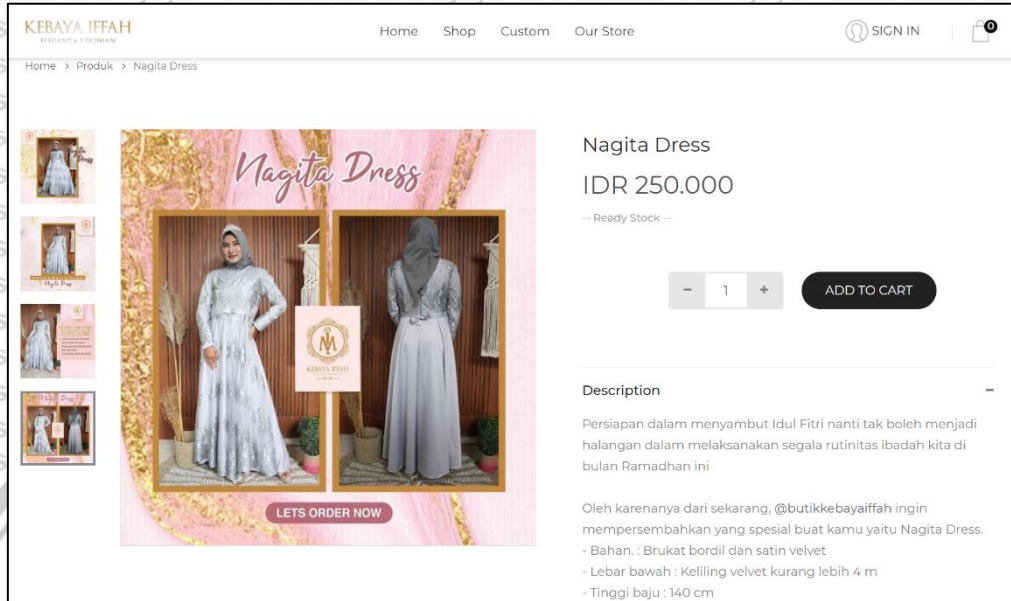 KEBAYA IFFAH
Home Shop Custom Our Store
SIGN IN
0
Home > Produk > Nagita Dress
Nagita Dress
KEBAYA IFFAH
LETS ORDER NOW
Nagita Dress
IDR 250.000
-- Ready Stock --
- 1 +
ADD TO CART
Description -
Persiapan dalam menyambut Idul Fitri nanti tak boleh menjadi
halangan dalam melaksanakan segala rutinitas ibadah kita di
bulan Ramadhan ini
Oleh karenanya dari sekarang, @butikkebayaiffah ingin
mempersembahkan yang spesial buat kamu yaitu Nagita Dress.
- Bahan. : Brukat bordil dan satin velvet
- Lebar bawah : Keliling velvet kurang lebih 4 m
- Tinggi baju : 140 cm